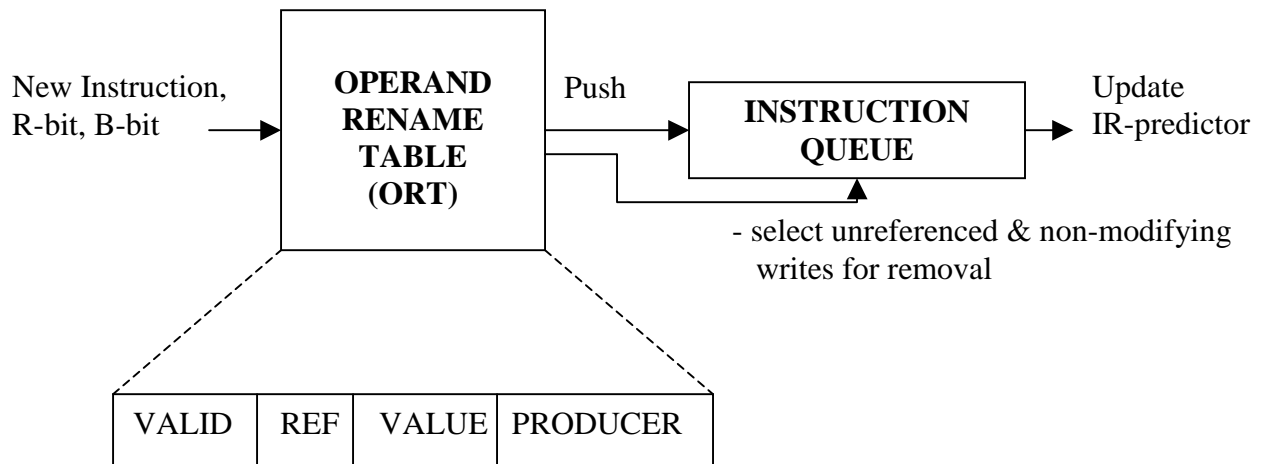 New Instruction,
R-bit, B-bit
OPERAND
RENAME
TABLE
(ORT)
Push
INSTRUCTION
QUEUE
Update
IR-predictor
- select unreferenced & non-modifying
writes for removal
VALID REF VALUE PRODUCER